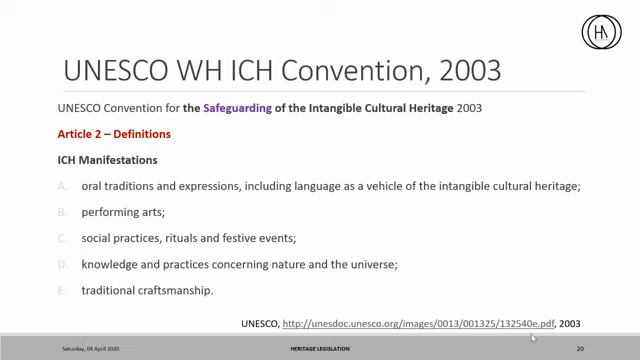 HA
UNESCO WH ICH Convention, 2003
UNESCO Convention for the Safeguarding of the Intangible Cultural Heritage 2003
Article 2 – Definitions
ICH Manifestations
A. oral traditions and expressions, including language as a vehicle of the intangible cultural heritage;
B. performing arts;
C. social practices, rituals and festive events;
D. knowledge and practices concerning nature and the universe;
E. traditional craftsmanship.
UNESCO, http://unesdoc.unesco.org/images/0013/001325/132540e.pdf, 2003
Saturday, 04 April 2020 HERITAGE LEGISLATION 20